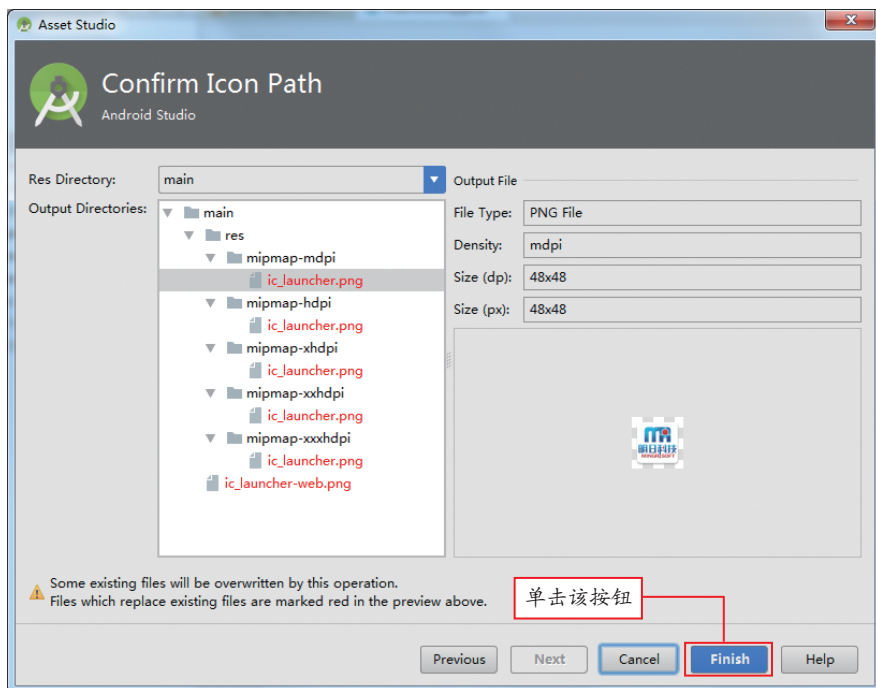 Asset Studio
Confirm Icon Path
Android Studio
Res Directory:
main
Output Directories:
main
res
mipmap-mdpi
ic_launcher.png
mipmap-hdpi
ic_launcher.png
mipmap-xhdpi
ic_launcher.png
mipmap-xxhdpi
ic_launcher.png
mipmap-xxxhdpi
ic_launcher.png
ic_launcher-web.png
Output File
File Type: PNG File
Density: mdpi
Size (dp): 48x48
Size (px): 48x48
明日科技
Some existing files will be overwritten by this operation.
Files which replace existing files are marked red in the preview above.
单击该按钮
Previous
Next
Cancel
Finish
Help